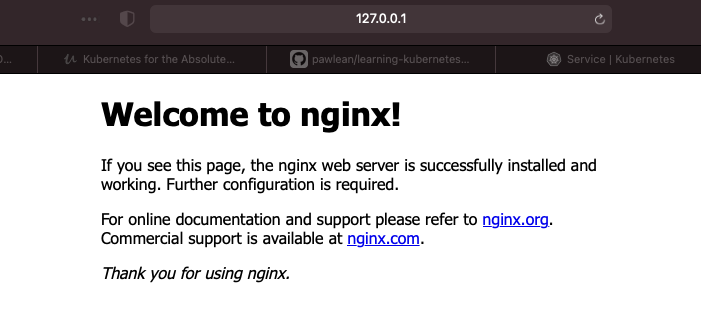 127.0.0.1
Kubernetes for the Absolute...
pawlean/learning-kubernetes...
Service | Kubernetes
Welcome to nginx!
If you see this page, the nginx web server is successfully installed and
working. Further configuration is required.
For online documentation and support please refer to nginx.org.
Commercial support is available at nginx.com.
Thank you for using nginx.